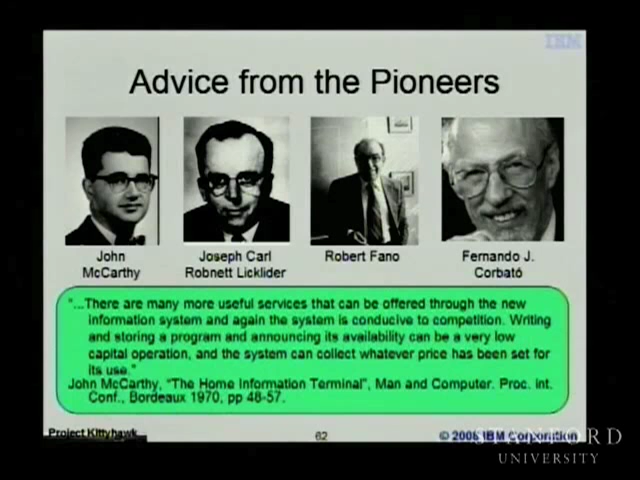 IBM
Advice from the Pioneers
John
McCarthy
Joseph Carl
Robnett Licklider
Robert Fano
Fernando J.
Corbató
"...There are many more useful services that can be offered through the new
information system and again the system is conducive to competition. Writing
and storing a program and announcing its availability can be a very low
capital operation, and the system can collect whatever price has been set for
its use."
John McCarthy, "The Home Information Terminal", Man and Computer. Proc. Int.
Conf., Bordeaux 1970, pp 48-57.
Project Kittyhawk
62
© 2008 IBM Corporation
STANFORD
UNIVERSITY